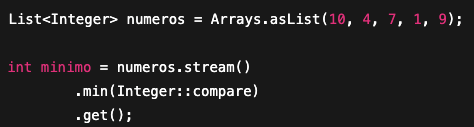 List<Integer> numeros = Arrays.asList(10, 4, 7, 1, 9);
int minimo = numeros.stream()
.min(Integer::compare)
.get();